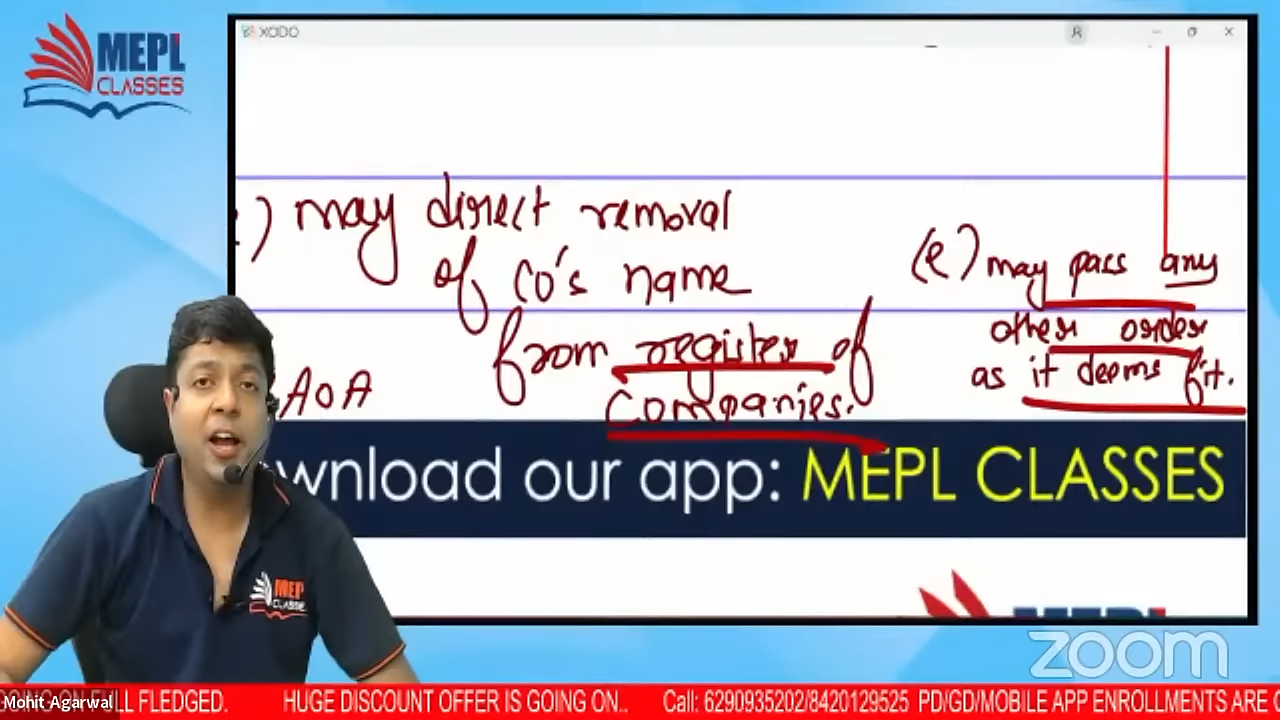 MEPL
CLASSES
XODO
) may direct removal
of co's name
from register of
companies.
AOA
(e) may pass any
other order
as it deems fit.
wnload our app: MEPL CLASSES
MEP
CLASSE
zoom
Mohit Agarwal
LL FLEDGED. HUGE DISCOUNT OFFER IS GOING ON.. Call: 6290935202/8420129525 PD/GD/MOBILE APP ENROLLMENTS ARE